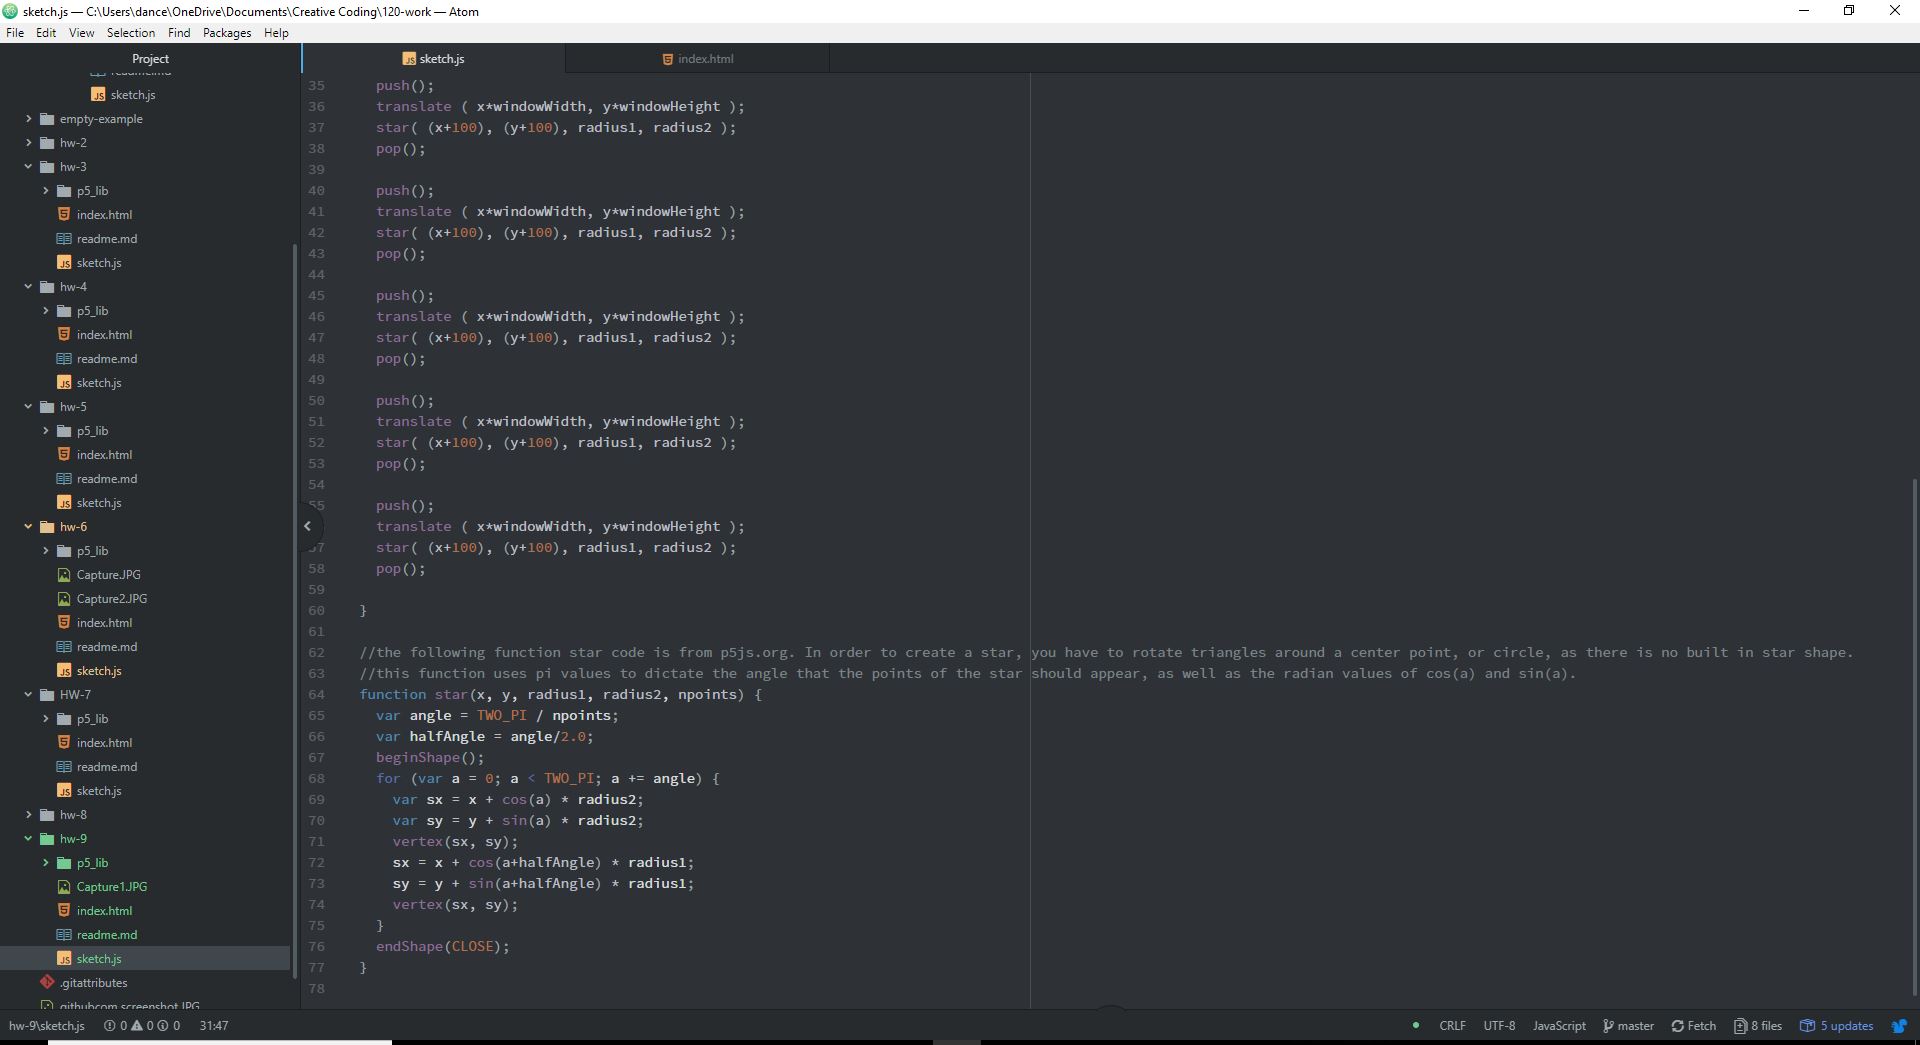 sketch.js — C:\Users\dance\OneDrive\Documents\Creative Coding\120-work — Atom
File Edit View Selection Find Packages Help
Project
sketch.js
index.html
readme.md
sketch.js
empty-example
hw-2
hw-3
p5_lib
index.html
readme.md
sketch.js
hw-4
p5_lib
index.html
readme.md
sketch.js
hw-5
p5_lib
index.html
readme.md
sketch.js
hw-6
p5_lib
Capture.JPG
Capture2.JPG
index.html
readme.md
sketch.js
HW-7
p5_lib
index.html
readme.md
sketch.js
hw-8
hw-9
p5_lib
Capture1.JPG
index.html
readme.md
sketch.js
.gitattributes
githubcom screenshot.JPG
35 push();
36 translate ( x*windowWidth, y*windowHeight );
37 star( (x+100), (y+100), radius1, radius2 );
38 pop();
39
40 push();
41 translate ( x*windowWidth, y*windowHeight );
42 star( (x+100), (y+100), radius1, radius2 );
43 pop();
44
45 push();
46 translate ( x*windowWidth, y*windowHeight );
47 star( (x+100), (y+100), radius1, radius2 );
48 pop();
49
50 push();
51 translate ( x*windowWidth, y*windowHeight );
52 star( (x+100), (y+100), radius1, radius2 );
53 pop();
54
55 push();
translate ( x*windowWidth, y*windowHeight );
57 star( (x+100), (y+100), radius1, radius2 );
58 pop();
59
60 }
61
62 //the following function star code is from p5js.org. In order to create a star, you have to rotate triangles around a center point, or circle, as there is no built in star shape.
63 //this function uses pi values to dictate the angle that the points of the star should appear, as well as the radian values of cos(a) and sin(a).
64 function star(x, y, radius1, radius2, npoints) {
65 var angle = TWO_PI / npoints;
66 var halfAngle = angle/2.0;
67 beginShape();
68 for (var a = 0; a < TWO_PI; a += angle) {
69 var sx = x + cos(a) * radius2;
70 var sy = y + sin(a) * radius2;
71 vertex(sx, sy);
72 sx = x + cos(a+halfAngle) * radius1;
73 sy = y + sin(a+halfAngle) * radius1;
74 vertex(sx, sy);
75 }
76 endShape(CLOSE);
77 }
78
hw-9\sketch.js 0 0 0 31:47 CRLF UTF-8 JavaScript master Fetch 8 files 5 updates